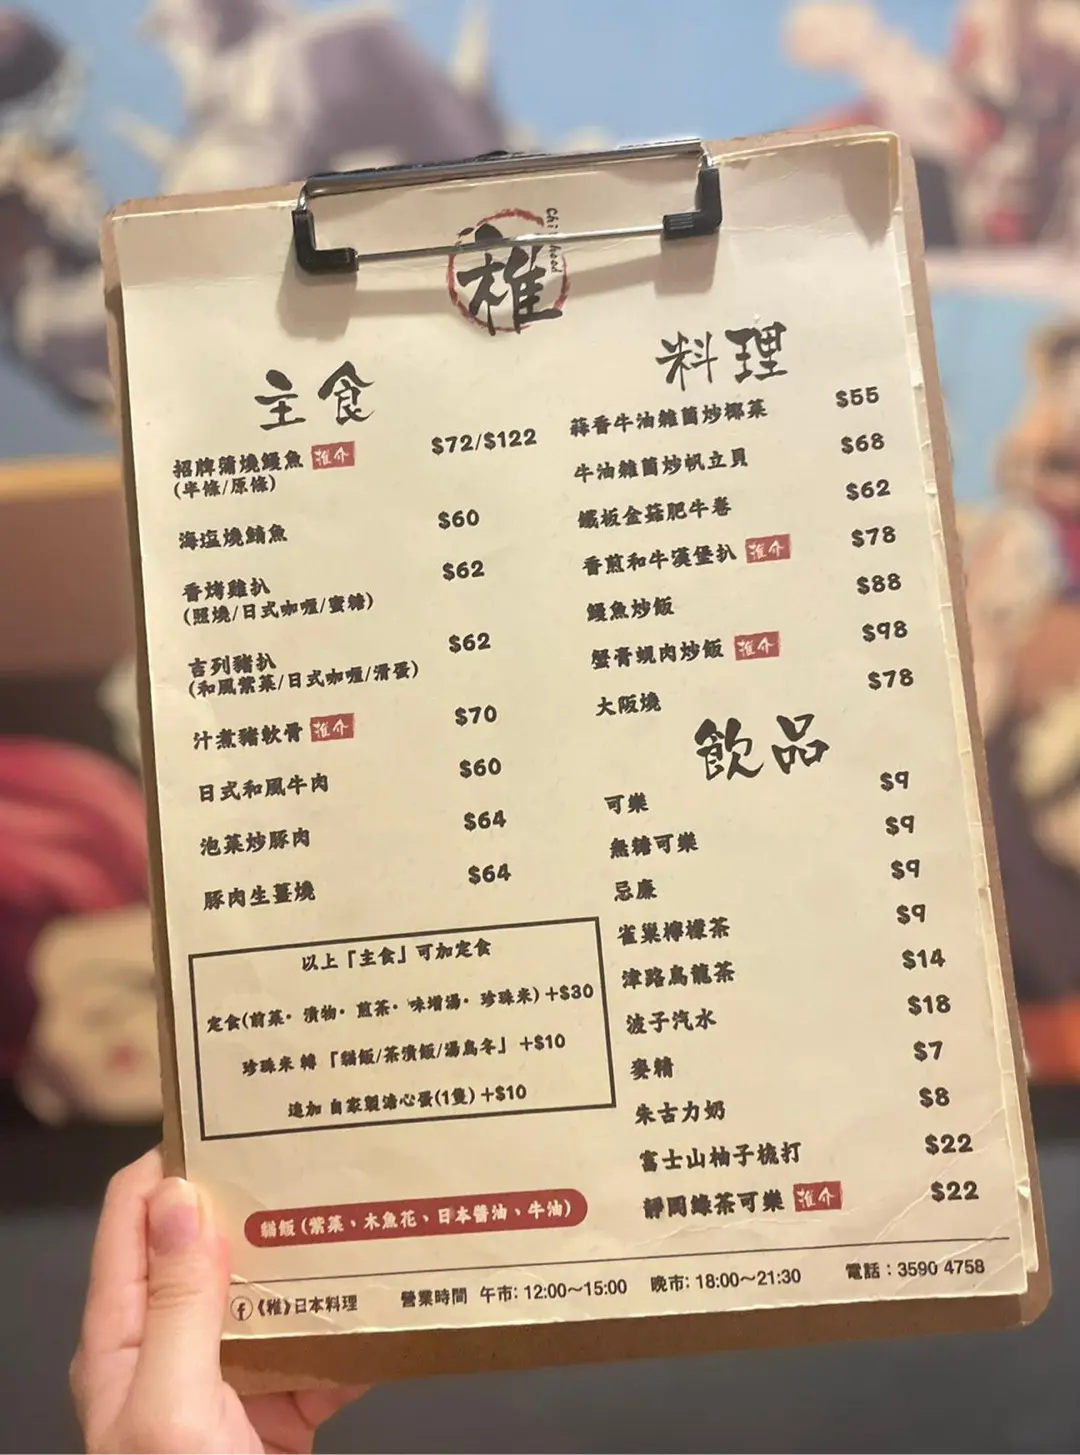 稚
Chi hood
主食
招牌蒲燒鰻魚 推介 $72/$122
(半條/原條)
海塩燒鯖魚 $60
香烤雞扒 $62
(照燒/日式咖喱/蜜糖)
吉列豬扒 $62
(和風紫菜/日式咖喱/滑蛋)
汁煮豬軟骨 推介 $70
日式和風牛肉 $60
泡菜炒豚肉 $64
豚肉生薑燒 $64
以上「主食」可加定食
定食(前菜·漬物·煎茶·味增湯·珍珠米)+$30
珍珠米 轉「貓飯/茶漬飯/湯烏冬」+$10
追加 自家製溏心蛋(1隻)+$10
貓飯(紫菜、木魚花、日本醬油、牛油)
料理
蒜香牛油雜菌炒椰菜 $55
牛油雜菌炒帆立貝 $68
鐵板金菇肥牛卷 $62
香煎和牛漢堡扒 推介 $78
鰻魚炒飯 $88
蟹膏蜆肉炒飯 推介 $98
大阪燒 $78
飲品
可樂 $9
無糖可樂 $9
忌廉 $9
雀巢檸檬茶 $9
津路烏龍茶 $14
波子汽水 $18
麥精 $7
朱古力奶 $8
富士山柚子梳打 $22
靜岡綠茶可樂 推介 $22
《稚》日本料理 營業時間 午市: 12:00~15:00 晚市: 18:00~21:30 電話：3590 4758